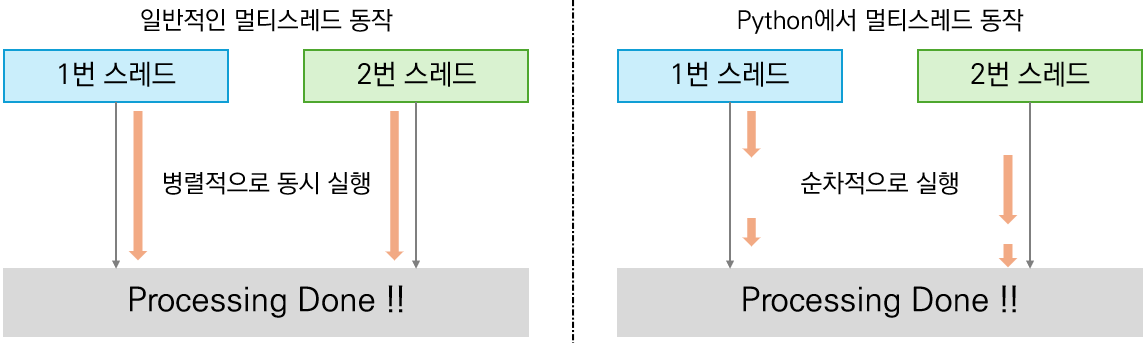 일반적인 멀티스레드 동작
1번 스레드
2번 스레드
병렬적으로 동시 실행
Processing Done !!
Python에서 멀티스레드 동작
1번 스레드
2번 스레드
순차적으로 실행
Processing Done !!